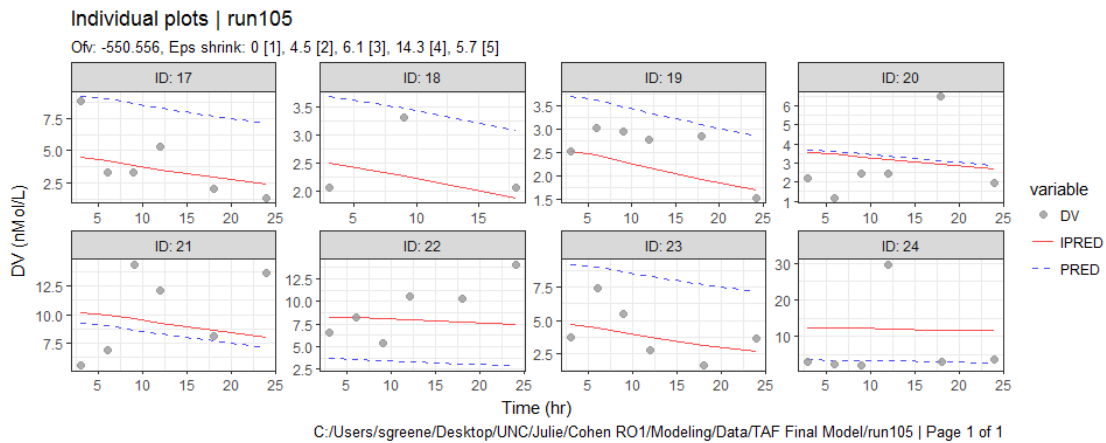 Individual plots | run105
Ofv: -550.556, Eps shrink: 0 [1], 4.5 [2], 6.1 [3], 14.3 [4], 5.7 [5]
ID: 17
ID: 18
ID: 19
ID: 20
7.5
5.0
2.5
3.5
3.0
2.5
2.0
3.5
3.0
2.5
2.0
1.5
6
5
4
3
2
1
5 10 15 20 25
5 10 15 20 25
5 10 15 20 25
5 10 15 20 25
ID: 21
ID: 22
ID: 23
ID: 24
12.5
10.0
7.5
12.5
10.0
7.5
5.0
2.5
7.5
5.0
2.5
30
20
10
5 10 15 20 25
5 10 15 20 25
5 10 15 20 25
5 10 15 20 25
DV (nMol/L)
Time (hr)
variable
DV
IPRED
PRED
C:/Users/sgreene/Desktop/UNC/Julie/Cohen RO1/Modeling/Data/TAF Final Model/run105 | Page 1 of 1